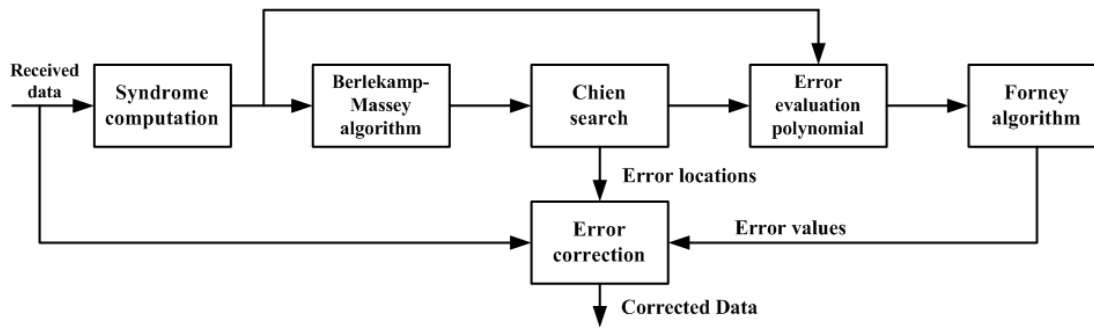 Received
data
Syndrome
computation
Berlekamp-
Massey
algorithm
Chien
search
Error
evaluation
polynomial
Forney
algorithm
Error locations
Error
correction
Error values
Corrected Data